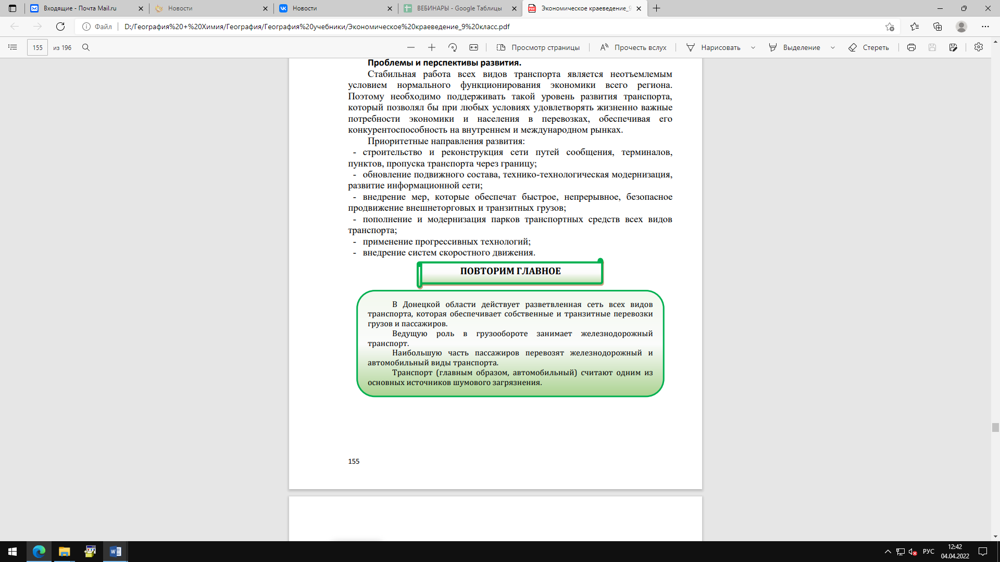 Входящие - Почта Mail.ru
Новости
Новости
ВЕБИНАРЫ - Google Таблицы
Экономическое краеведение_9
Файл
D:/География%20+%20Химия/География/География%20учебники/Экономическое%20краеведение_9%20класс.pdf
155 из 196
Просмотр страницы
Прочесть вслух
Нарисовать
Выделение
Стереть
Проблемы и перспективы развития.
Стабильная работа всех видов транспорта является неотъемлемым
условием нормального функционирования экономики всего региона.
Поэтому необходимо поддерживать такой уровень развития транспорта,
который позволял бы при любых условиях удовлетворять жизненно важные
потребности экономики и населения в перевозках, обеспечивая его
конкурентоспособность на внутреннем и международном рынках.
Приоритетные направления развития:
- строительство и реконструкция сети путей сообщения, терминалов,
пунктов, пропуска транспорта через границу;
- обновление подвижного состава, технико-технологическая модернизация,
развитие информационной сети;
- внедрение мер, которые обеспечат быстрое, непрерывное, безопасное
продвижение внешнеторговых и транзитных грузов;
- пополнение и модернизация парков транспортных средств всех видов
транспорта;
- применение прогрессивных технологий;
- внедрение систем скоростного движения.
ПОВТОРИМ ГЛАВНОЕ
В Донецкой области действует разветвленная сеть всех видов
транспорта, которая обеспечивает собственные и транзитные перевозки
грузов и пассажиров.
Ведущую роль в грузообороте занимает железнодорожный
транспорт.
Наибольшую часть пассажиров перевозят железнодорожный и
автомобильный виды транспорта.
Транспорт (главным образом, автомобильный) считают одним из
основных источников шумового загрязнения.
155
РУС
12:42
04.04.2022